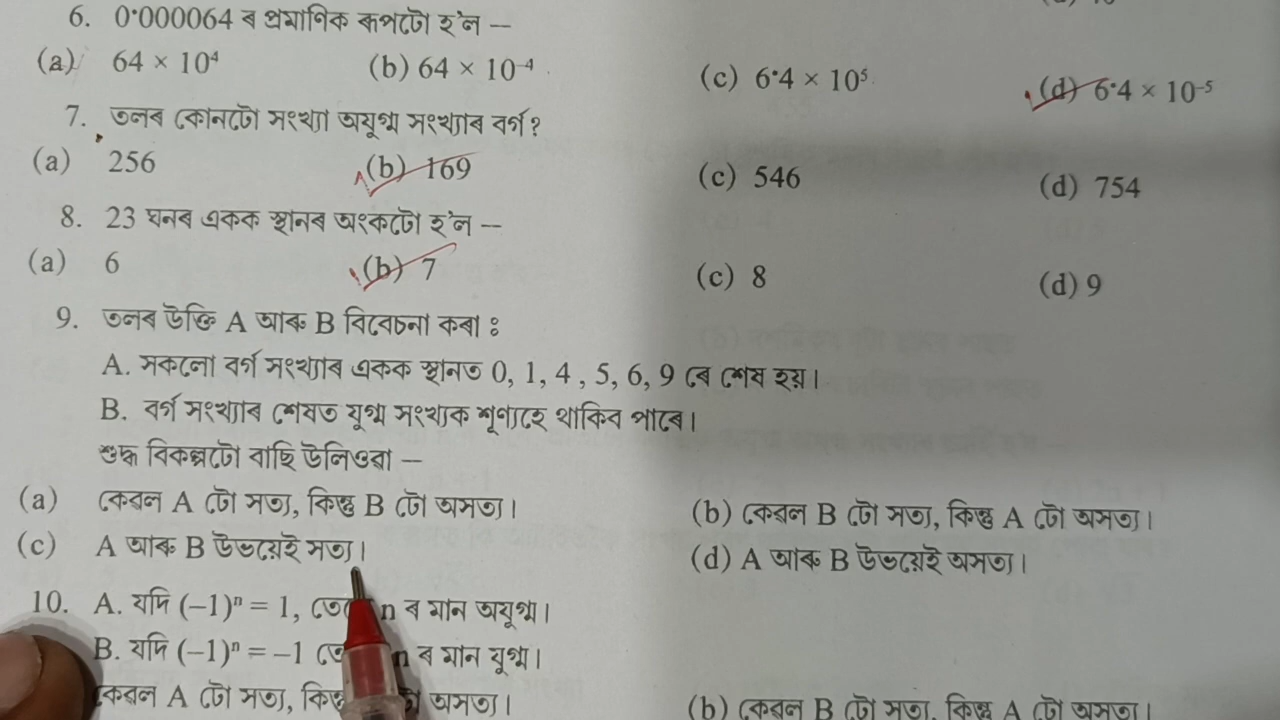 6. 0·000064 ৰ প্ৰমাণিক ৰূপটো হ'ল —
(a) 64 × 10⁴ (b) 64 × 10⁻⁴ (c) 6·4 × 10⁵ (d) 6·4 × 10⁻⁵
7. তলৰ কোনটো সংখ্যা অযুগ্ম সংখ্যাৰ বৰ্গ?
(a) 256 (b) 169 (c) 546 (d) 754
8. 23 ঘনৰ একক স্থানৰ অংকটো হ'ল —
(a) 6 (b) 7 (c) 8 (d) 9
9. তলৰ উক্তি A আৰু B বিবেচনা কৰা ঃ
A. সকলো বৰ্গ সংখ্যাৰ একক স্থানত 0, 1, 4 , 5, 6, 9 ৰে শেষ হয়।
B. বৰ্গ সংখ্যাৰ শেষত যুগ্ম সংখ্যক শূণ্যহে থাকিব পাৰে।
শুদ্ধ বিকল্পটো বাছি উলিওৱা —
(a) কেৱল A টো সত্য, কিন্তু B টো অসত্য। (b) কেৱল B টো সত্য, কিন্তু A টো অসত্য।
(c) A আৰু B উভয়েই সত্য। (d) A আৰু B উভয়েই অসত্য।
10. A. যদি (−1)ⁿ = 1, n ৰ মান অযুগ্ম।
B. যদি (−1)ⁿ = −1 n ৰ মান যুগ্ম।
কেৱল A টো সত্য, অসত্য। (b) কেৱল B টো সত্য, কিন্তু A টো অসত্য।